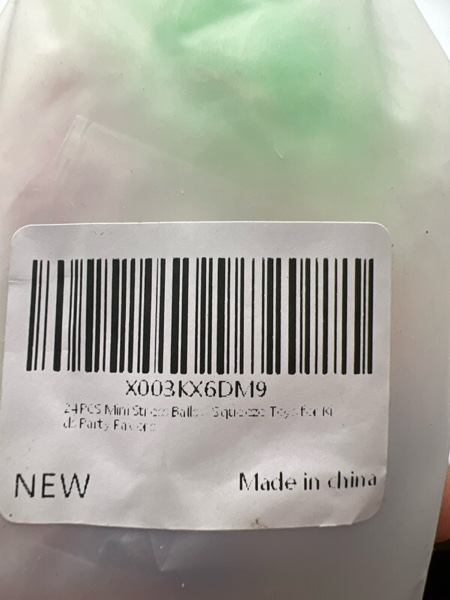 X003KX6DM9
24 PCS Mini Stress Balls Squeeze Toys for Ki
ds Party Favors
NEW
Made in china